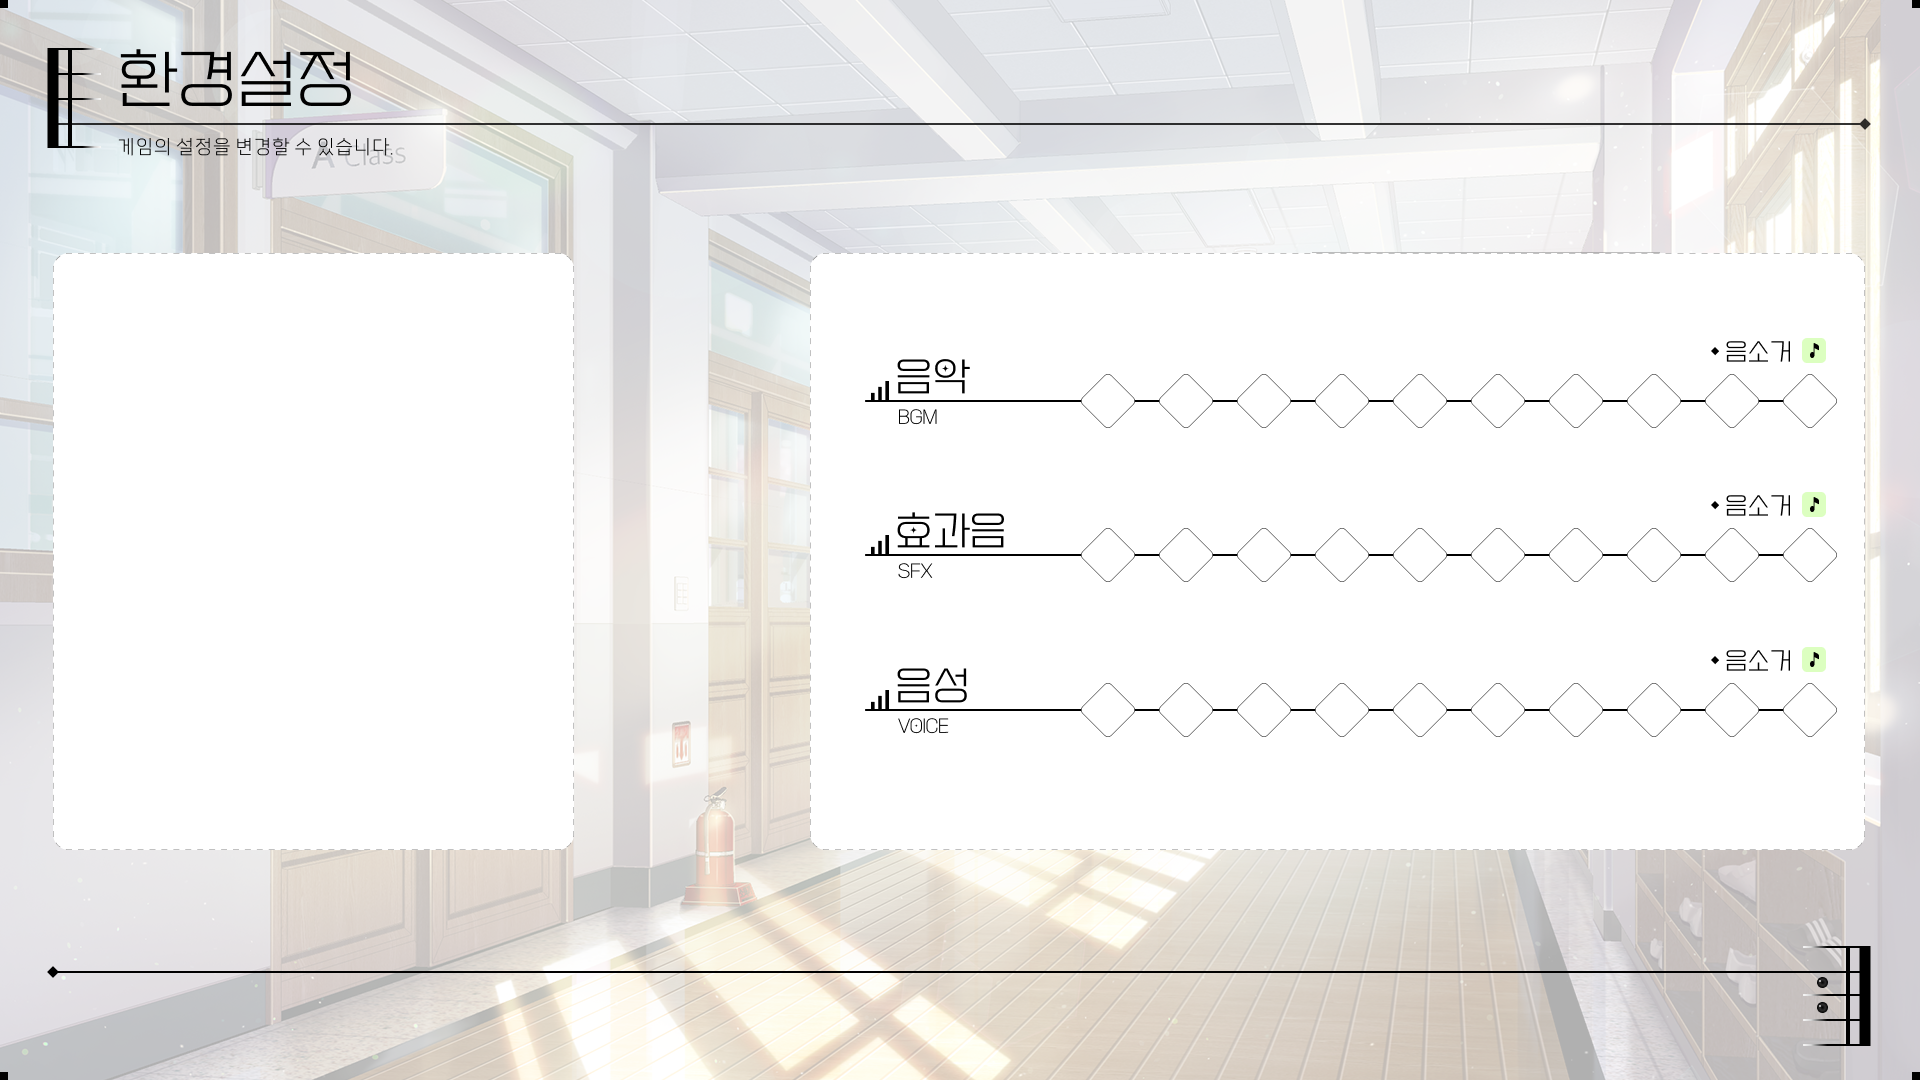 환경설정
게임의 설정을 변경할 수 있습니다.
A Class
음소거
음악
BGM
음소거
효과음
SFX
음소거
음성
VOICE